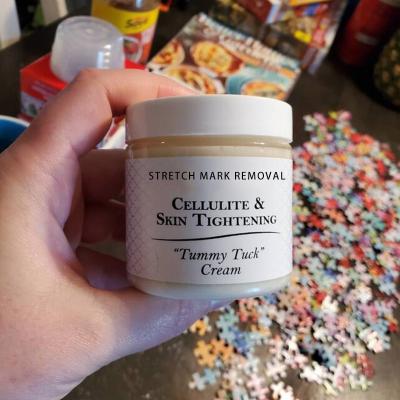 STRETCH MARK REMOVAL
CELLULITE &
SKIN TIGHTENING
“Tummy Tuck”
Cream